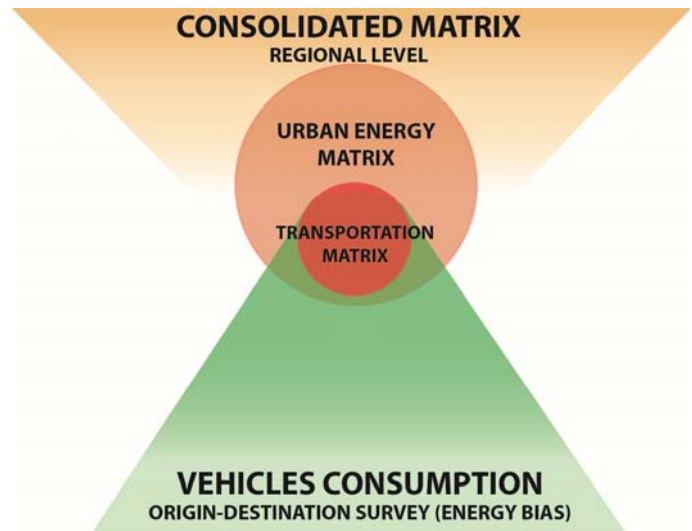 CONSOLIDATED MATRIX
REGIONAL LEVEL
URBAN ENERGY
MATRIX
TRANSPORTATION
MATRIX
VEHICLES CONSUMPTION
ORIGIN-DESTINATION SURVEY (ENERGY BIAS)